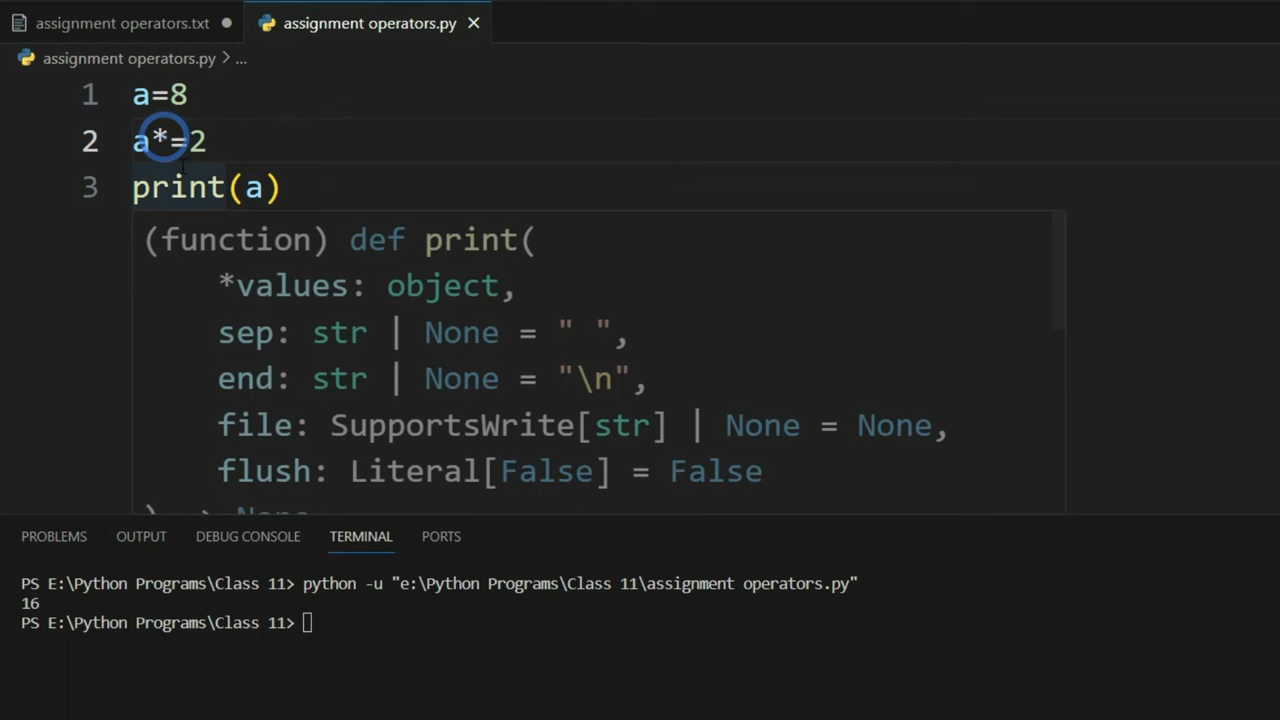 assignment operators.txt
assignment operators.py
assignment operators.py > ...
1 a=8
2 a*=2
3 print(a)
(function) def print(
*values: object,
sep: str | None = " ",
end: str | None = "\n",
file: SupportsWrite[str] | None = None,
flush: Literal[False] = False
) -> None
PROBLEMS OUTPUT DEBUG CONSOLE TERMINAL PORTS
PS E:\Python Programs\Class 11> python -u "e:\Python Programs\Class 11\assignment operators.py"
16
PS E:\Python Programs\Class 11>